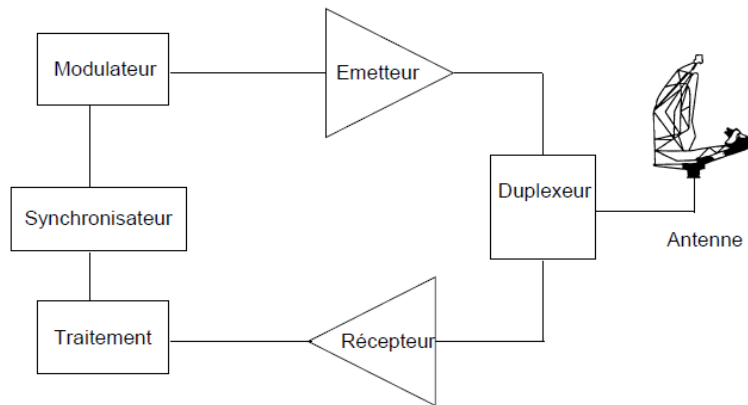 Modulateur
Emetteur
Duplexeur
Synchronisateur
Antenne
Traitement
Récepteur